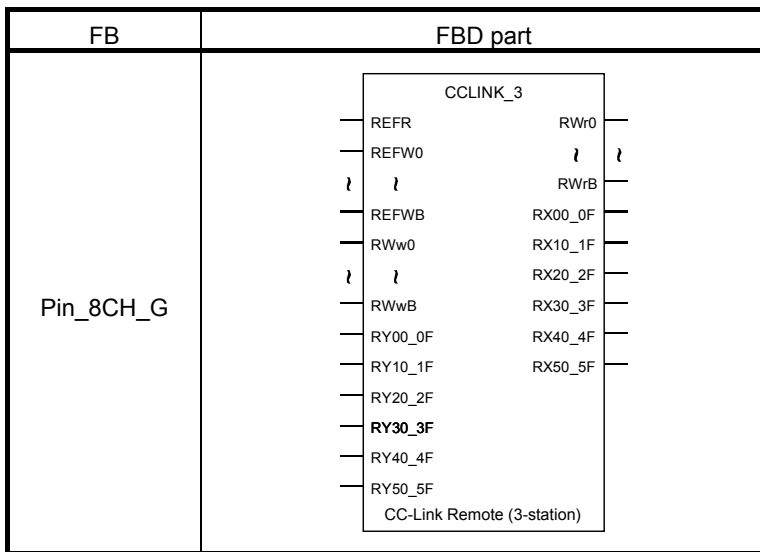 FB FBD part
Pin_8CH_G
CCLINK_3
REFR RWr0
REFW0 ≀ ≀
≀ ≀ RWrB
REFWB RX00_0F
RWw0 RX10_1F
≀ ≀ RX20_2F
RWwB RX30_3F
RY00_0F RX40_4F
RY10_1F RX50_5F
RY20_2F
RY30_3F
RY40_4F
RY50_5F
CC-Link Remote (3-station)